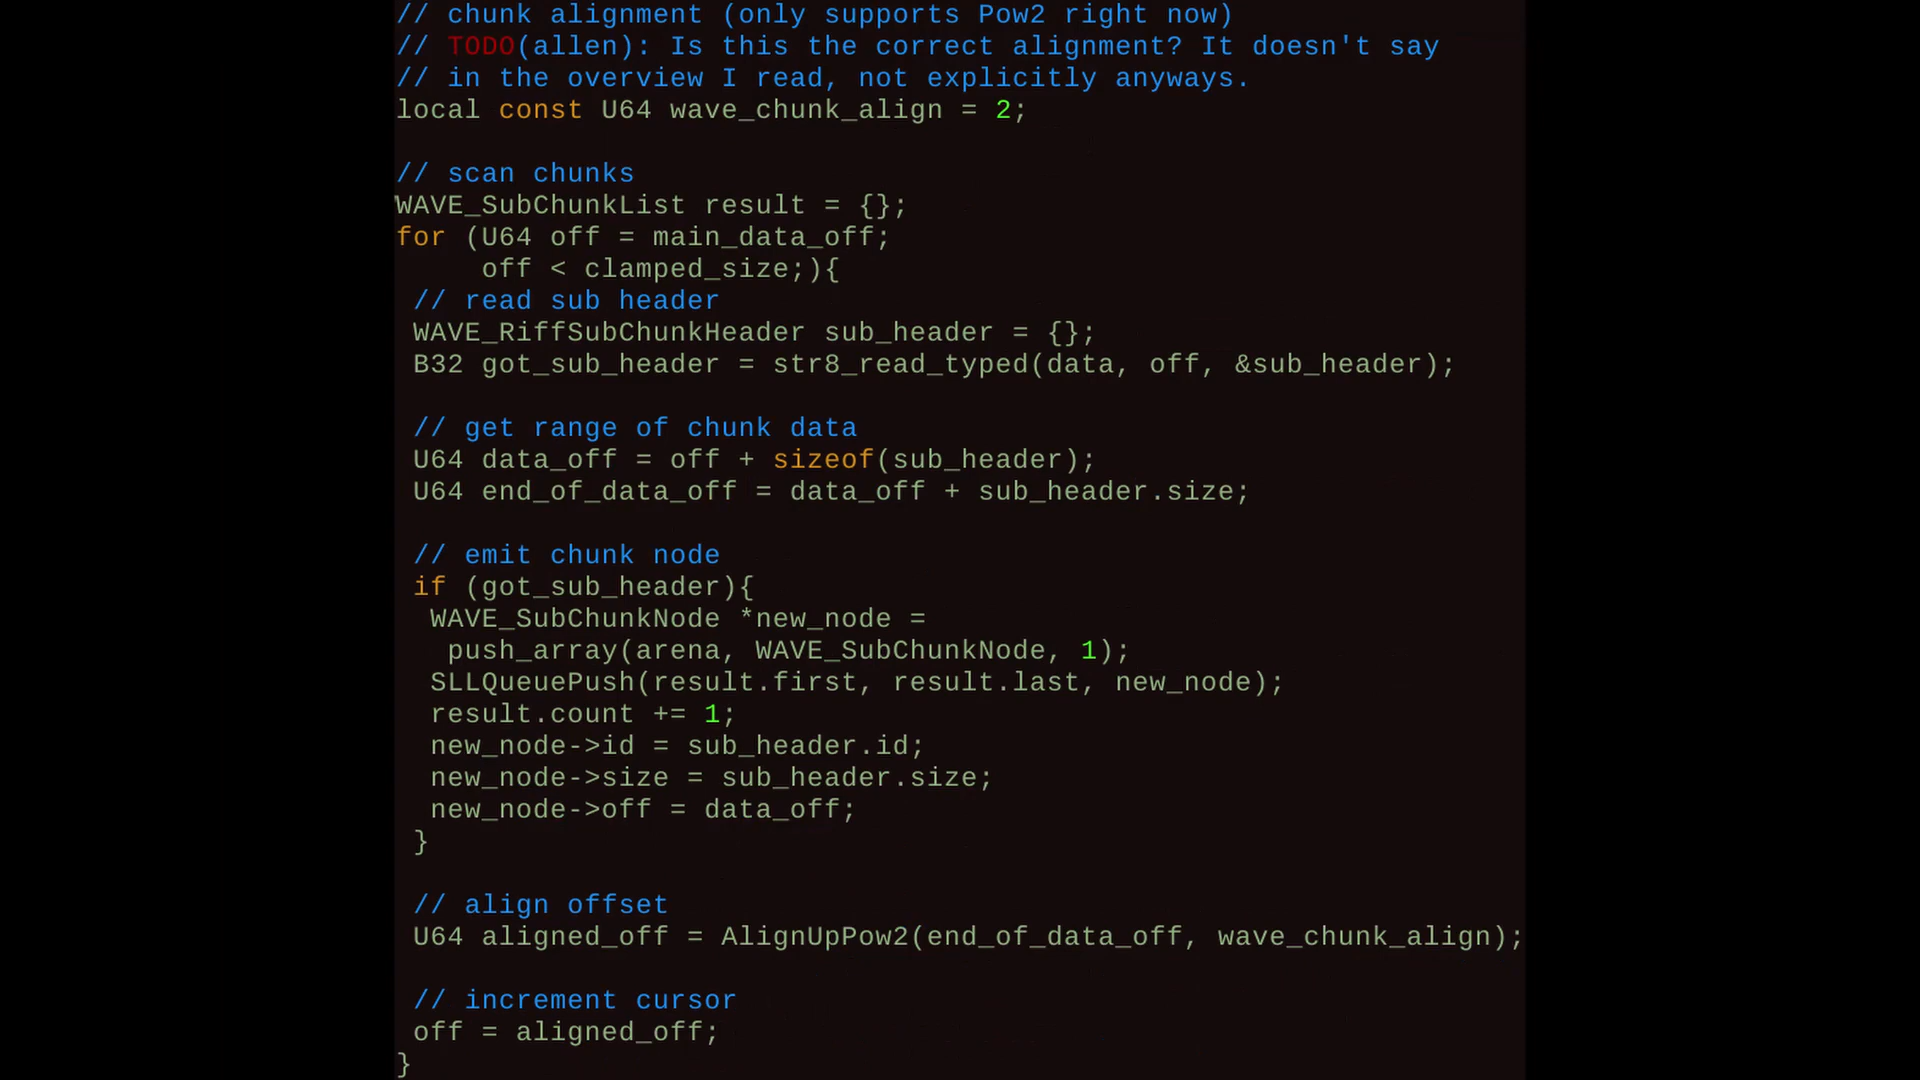 // chunk alignment (only supports Pow2 right now)
// TODO(allen): Is this the correct alignment? It doesn't say
// in the overview I read, not explicitly anyways.
local const U64 wave_chunk_align = 2;

// scan chunks
WAVE_SubChunkList result = {};
for (U64 off = main_data_off;
     off < clamped_size;){
 // read sub header
 WAVE_RiffSubChunkHeader sub_header = {};
 B32 got_sub_header = str8_read_typed(data, off, &sub_header);

 // get range of chunk data
 U64 data_off = off + sizeof(sub_header);
 U64 end_of_data_off = data_off + sub_header.size;

 // emit chunk node
 if (got_sub_header){
  WAVE_SubChunkNode *new_node =
   push_array(arena, WAVE_SubChunkNode, 1);
  SLLQueuePush(result.first, result.last, new_node);
  result.count += 1;
  new_node->id = sub_header.id;
  new_node->size = sub_header.size;
  new_node->off = data_off;
 }

 // align offset
 U64 aligned_off = AlignUpPow2(end_of_data_off, wave_chunk_align);

 // increment cursor
 off = aligned_off;
}